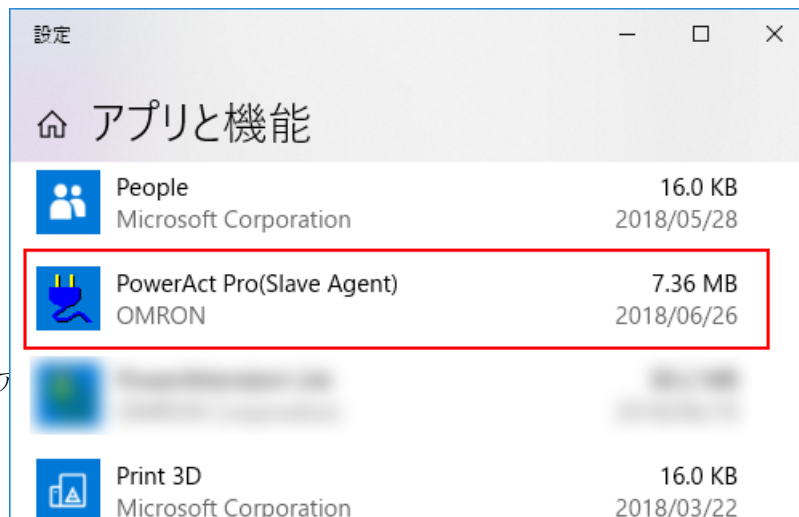 設定
アプリと機能
People
16.0 KB
Microsoft Corporation
2018/05/28
PowerAct Pro(Slave Agent)
7.36 MB
OMRON
2018/06/26
Print 3D
16.0 KB
Microsoft Corporation
2018/03/22